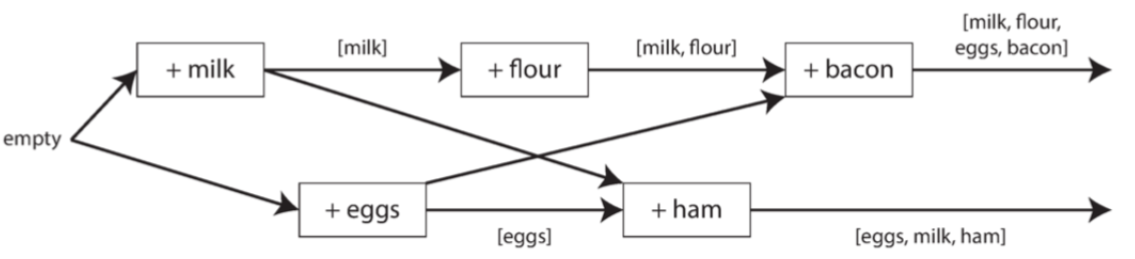 [milk, flour,
eggs, bacon]
[milk]
[milk, flour]
+ milk
+ flour
+ bacon
empty
+ eggs
+ ham
[eggs]
[eggs, milk, ham]